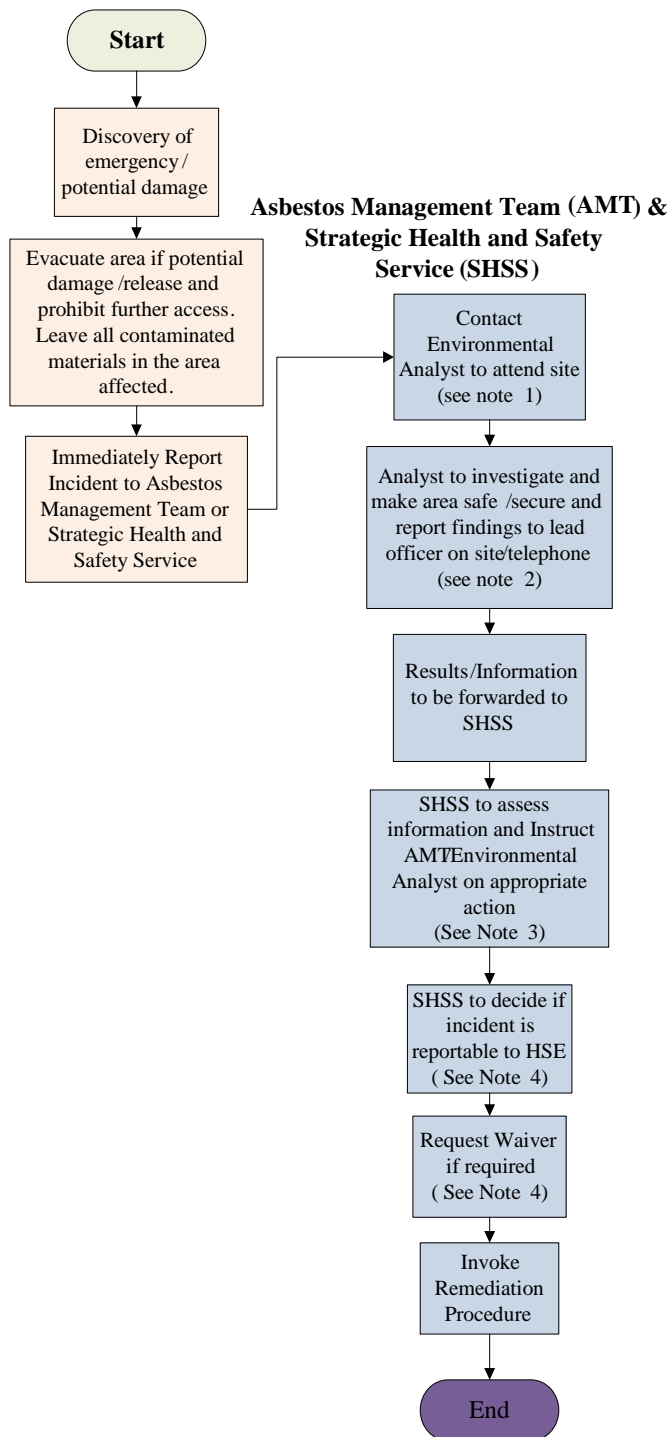 Start
Discovery of
emergency/
potential damage
Evacuate area if potential
damage/release and
prohibit further access.
Leave all contaminated
materials in the area
affected.
Immediately Report
Incident to Asbestos
Management Team or
Strategic Health and
Safety Service
Asbestos Management Team (AMT) &
Strategic Health and Safety
Service (SHSS)
Contact
Environmental
Analyst to attend site
(see note 1)
Analyst to investigate and
make area safe/secure and
report findings to lead
officer on site/telephone
(see note 2)
Results/Information
to be forwarded to
SHSS
SHSS to assess
information and Instruct
AMT/Environmental
Analyst on appropriate
action
(See Note 3)
SHSS to decide if
incident is
reportable to HSE
( See Note 4)
Request Waiver
if required
( See Note 4)
Invoke
Remediation
Procedure
End